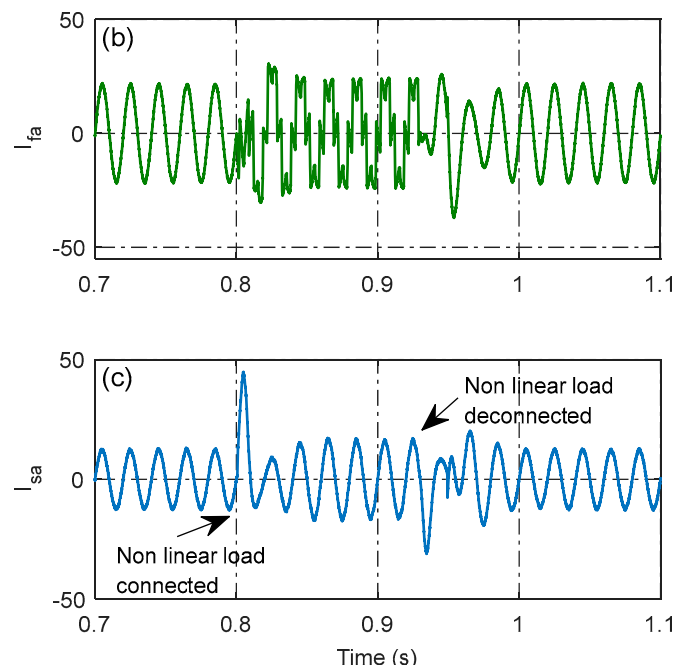 50
(b)
0
I_fa
-50
0.7 0.8 0.9 1 1.1
50
(c)
Non linear load
deconnected
0
I_sa
Non linear load
connected
-50
0.7 0.8 0.9 1 1.1
Time (s)